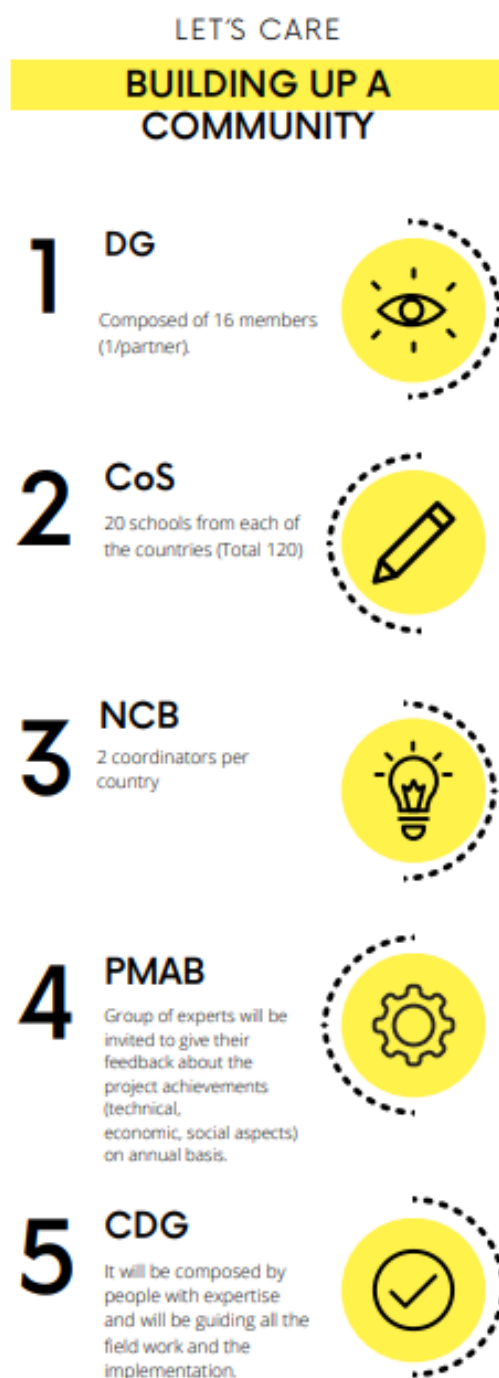 LET'S CARE
BUILDING UP A
COMMUNITY
1
DG
Composed of 16 members
(1/partner).
2
CoS
20 schools from each of
the countries (Total 120)
3
NCB
2 coordinators per
country
4
PMAB
Group of experts will be
invited to give their
feedback about the
project achievements
(technical,
economic, social aspects)
on annual basis.
5
CDG
It will be composed by
people with expertise
and will be guiding all the
field work and the
implementation.